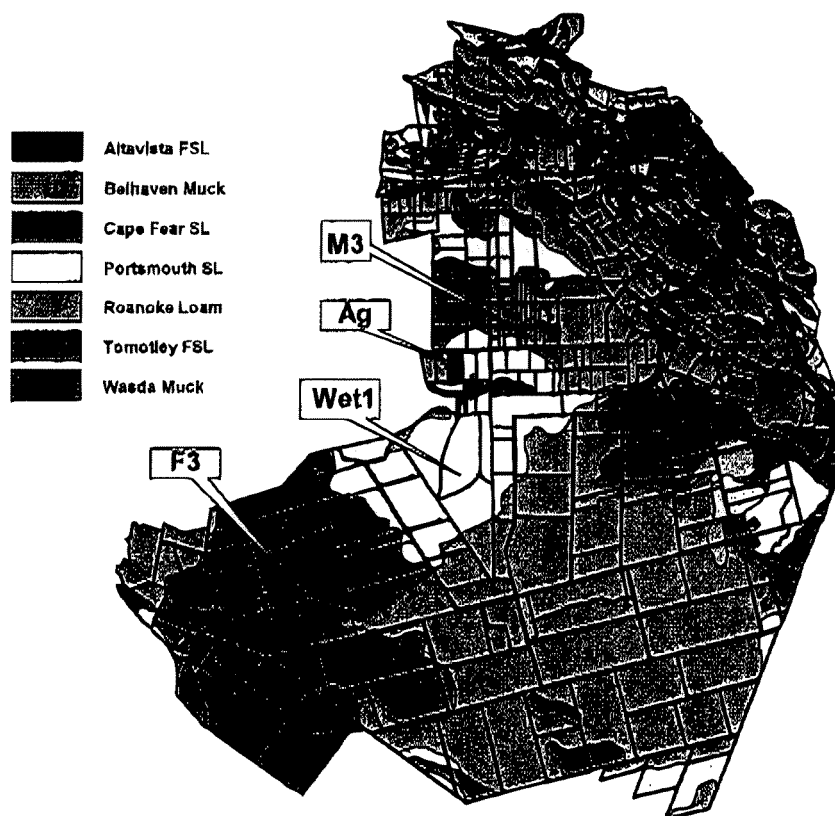 Altavista FSL
Belhaven Muck
Cape Fear SL
Portsmouth SL
Roanoke Loam
Tomotley FSL
Wasda Muck
M3
Ag
Wet1
F3